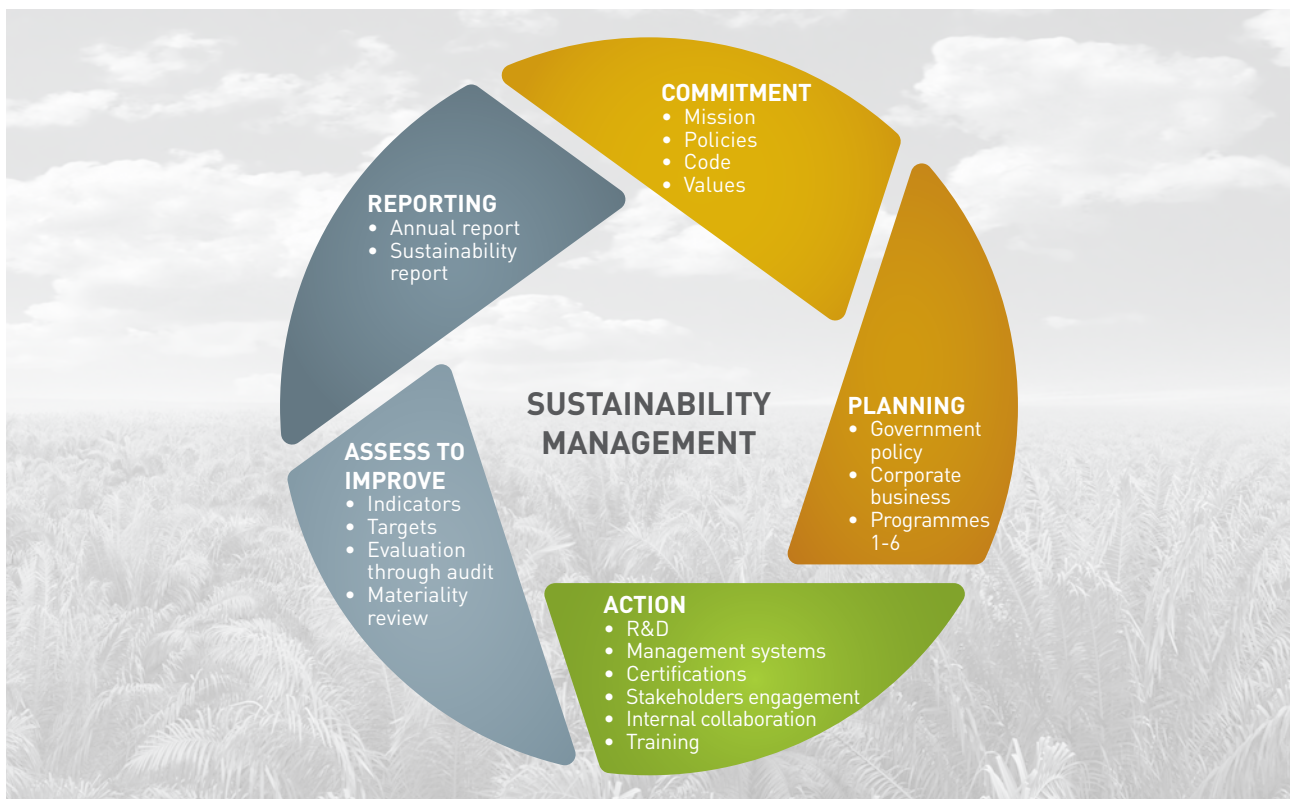 COMMITMENT
• Mission
• Policies
• Code
• Values
PLANNING
• Government
policy
• Corporate
business
• Programmes
1-6
ACTION
• R&D
• Management systems
• Certifications
• Stakeholders engagement
• Internal collaboration
• Training
ASSESS TO
IMPROVE
• Indicators
• Targets
• Evaluation
through audit
• Materiality
review
REPORTING
• Annual report
• Sustainability
report
SUSTAINABILITY
MANAGEMENT